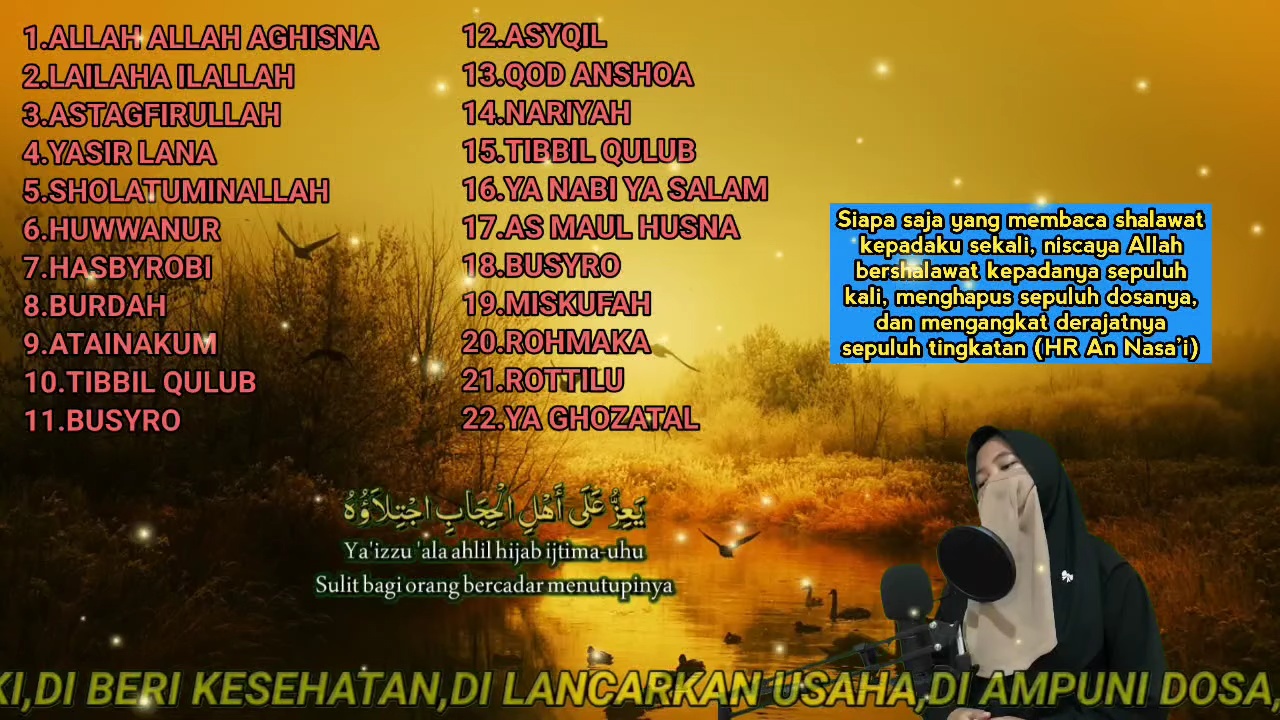 1.ALLAH ALLAH AGHISNA
2.LAILAHA ILALLAH
3.ASTAGFIRULLAH
4.YASIR LANA
5.SHOLATUMINALLAH
6.HUWWANUR
7.HASBYROBI
8.BURDAH
9.ATAINAKUM
10.TIBBIL QULUB
11.BUSYRO
12.ASYQIL
13.QOD ANSHOA
14.NARIYAH
15.TIBBIL QULUB
16.YA NABI YA SALAM
17.AS MAUL HUSNA
18.BUSYRO
19.MISKUFAH
20.ROHMAKA
21.ROTTILU
22.YA GHOZATAL
Siapa saja yang membaca shalawat
kepadaku sekali, niscaya Allah
bershalawat kepadanya sepuluh
kali, menghapus sepuluh dosanya,
dan mengangkat derajatnya
sepuluh tingkatan (HR An Nasa'i)
يَعِزُّ عَلَى أَهْلِ الْحِجَابِ اجْتِلَاؤُهُ
Ya'izzu 'ala ahlil hijab ijtima-uhu
Sulit bagi orang bercadar menutupinya
KI,DI BERI KESEHATAN,DI LANCARKAN USAHA,DI AMPUNI DOSA,